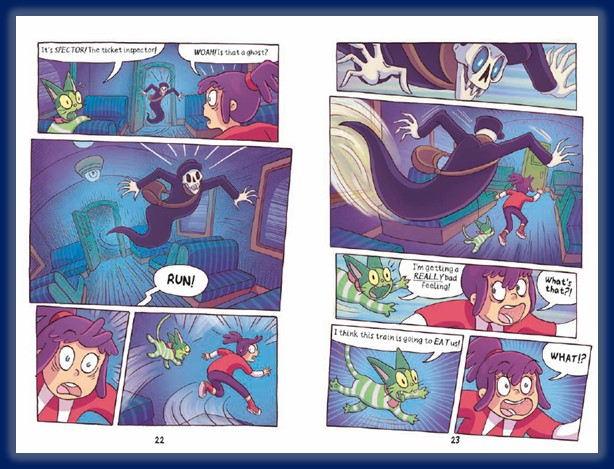 It's SPECTOR! The ticket inspector!
WOAH! Is that a ghost?
RUN!
22
I'm getting a
REALLY bad
feeling!
What's
that?!
I think this train is going to EAT us!
WHAT!?
23